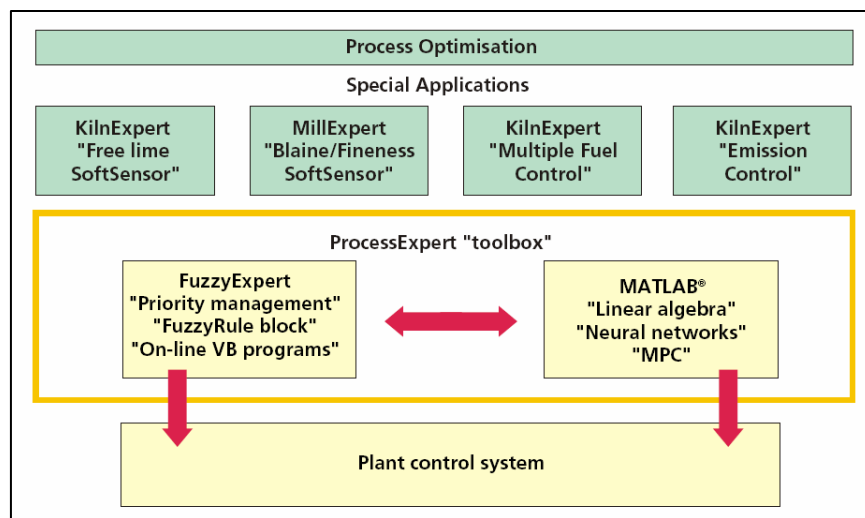 Process Optimisation
Special Applications
KilnExpert
"Free lime
SoftSensor"
MillExpert
"Blaine/Fineness
SoftSensor"
KilnExpert
"Multiple Fuel
Control"
KilnExpert
"Emission
Control"
ProcessExpert "toolbox"
FuzzyExpert
"Priority management"
"FuzzyRule block"
"On-line VB programs"
MATLAB®
"Linear algebra"
"Neural networks"
"MPC"
Plant control system